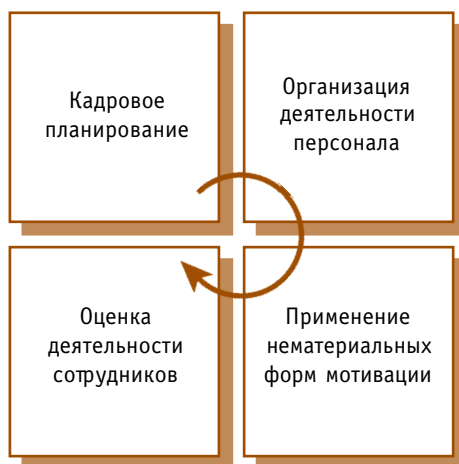 Кадровое
планирование
Организация
деятельности
персонала
Оценка
деятельности
сотрудников
Применение
нематериальных
форм мотивации